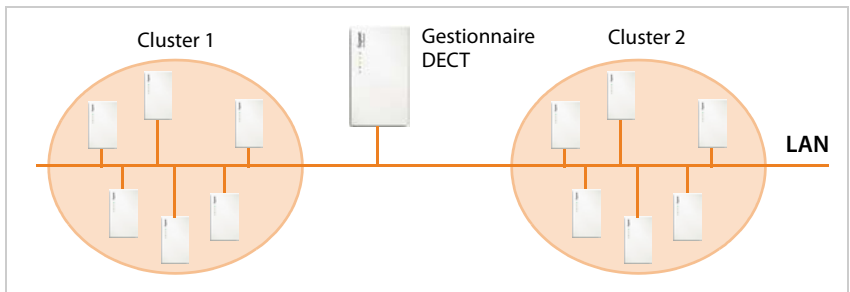 Cluster 1
Gestionnaire
DECT
Cluster 2
LAN